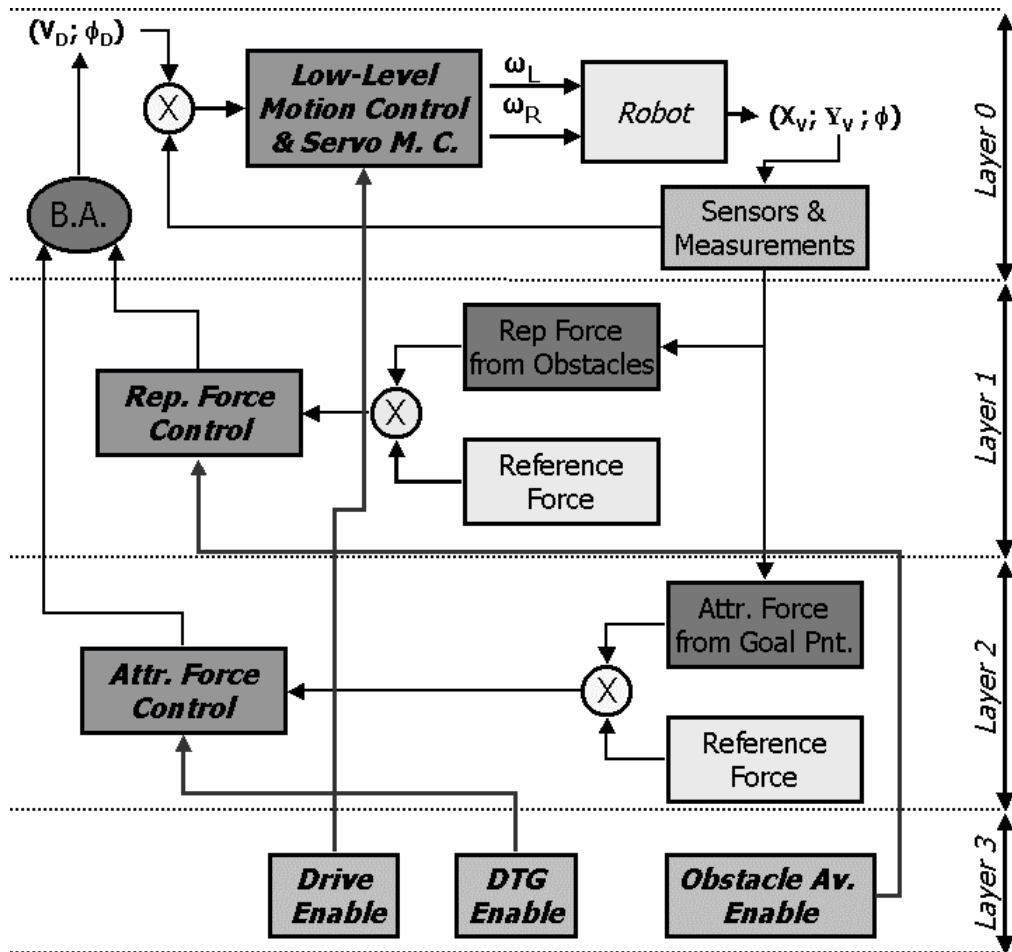 (V_D; ϕ_D)
X
Low-Level
Motion Control
& Servo M. C.
ω_L
ω_R
Robot
(X_V; Y_V; ϕ)
Layer 0
B.A.
Sensors &
Measurements
Rep Force
from Obstacles
Rep. Force
Control
X
Reference
Force
Layer 1
Attr. Force
from Goal Pnt.
Attr. Force
Control
X
Reference
Force
Layer 2
Drive
Enable
DTG
Enable
Obstacle Av.
Enable
Layer 3